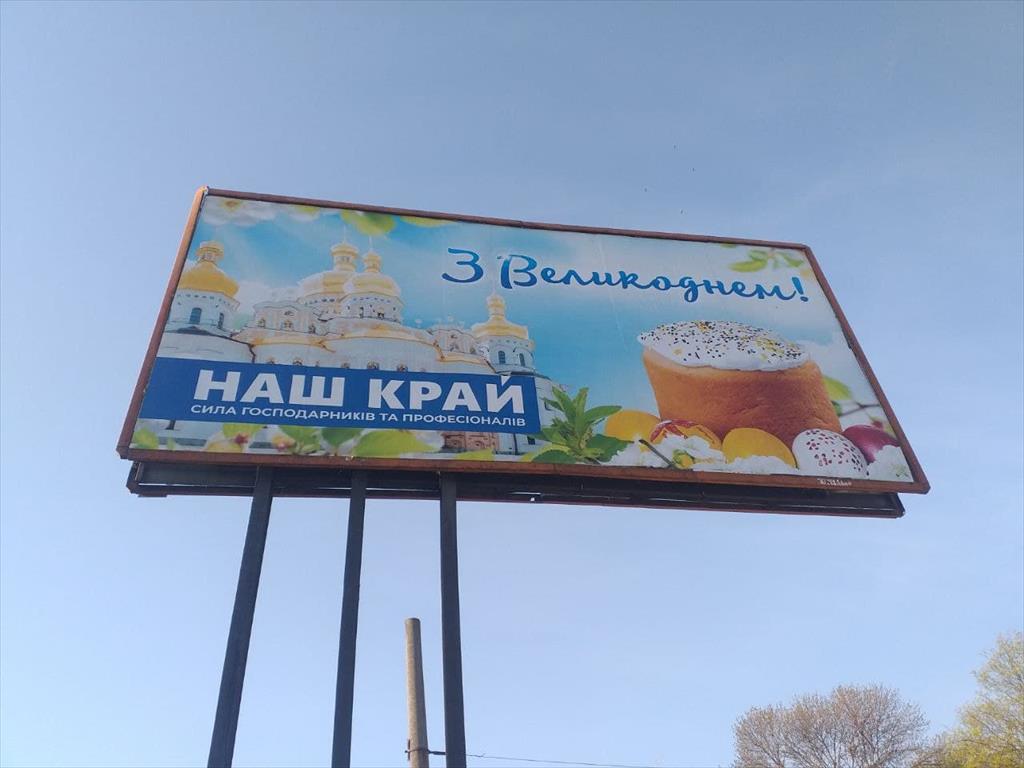 З Великоднем!
НАШ КРАЙ
СИЛА ГОСПОДАРНИКІВ ТА ПРОФЕСІОНАЛІВ